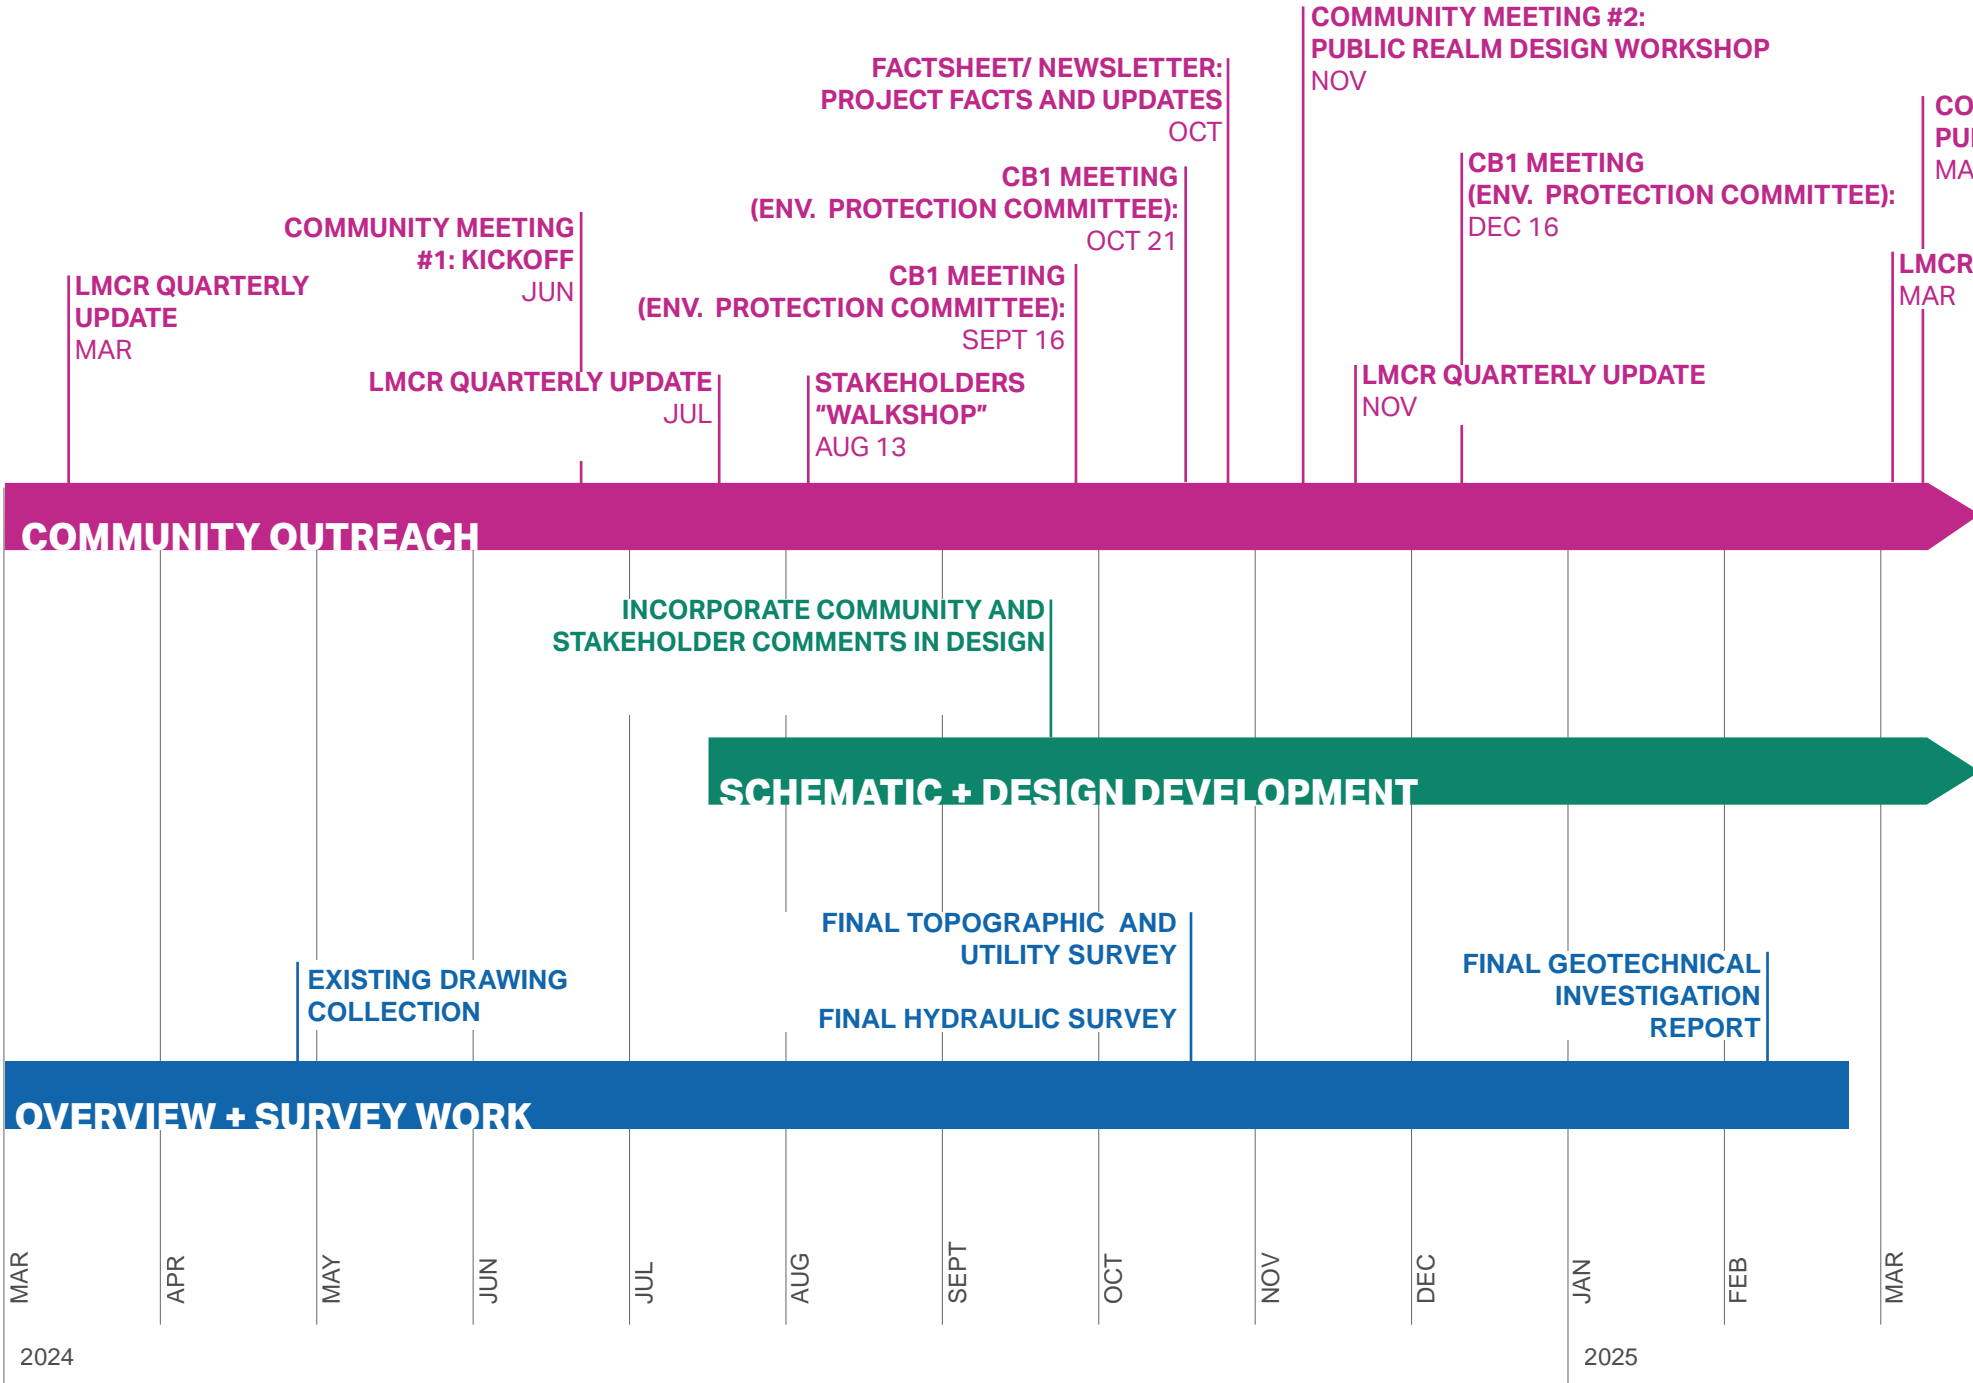 COMMUNITY MEETING #2:
PUBLIC REALM DESIGN WORKSHOP
NOV
FACTSHEET/ NEWSLETTER:
PROJECT FACTS AND UPDATES
OCT
CB1 MEETING
(ENV. PROTECTION COMMITTEE):
DEC 16
CB1 MEETING
(ENV. PROTECTION COMMITTEE):
OCT 21
COMMUNITY MEETING
#1: KICKOFF
JUN
LMCR
MAR
CB1 MEETING
(ENV. PROTECTION COMMITTEE):
SEPT 16
LMCR QUARTERLY
UPDATE
MAR
LMCR QUARTERLY UPDATE
JUL
STAKEHOLDERS
“WALKSHOP”
AUG 13
LMCR QUARTERLY UPDATE
NOV
COMMUNITY OUTREACH
INCORPORATE COMMUNITY AND
STAKEHOLDER COMMENTS IN DESIGN
SCHEMATIC + DESIGN DEVELOPMENT
FINAL TOPOGRAPHIC AND
UTILITY SURVEY
FINAL HYDRAULIC SURVEY
EXISTING DRAWING
COLLECTION
FINAL GEOTECHNICAL
INVESTIGATION
REPORT
OVERVIEW + SURVEY WORK
MAR
APR
MAY
JUN
JUL
AUG
SEPT
OCT
NOV
DEC
JAN
FEB
MAR
2024
2025